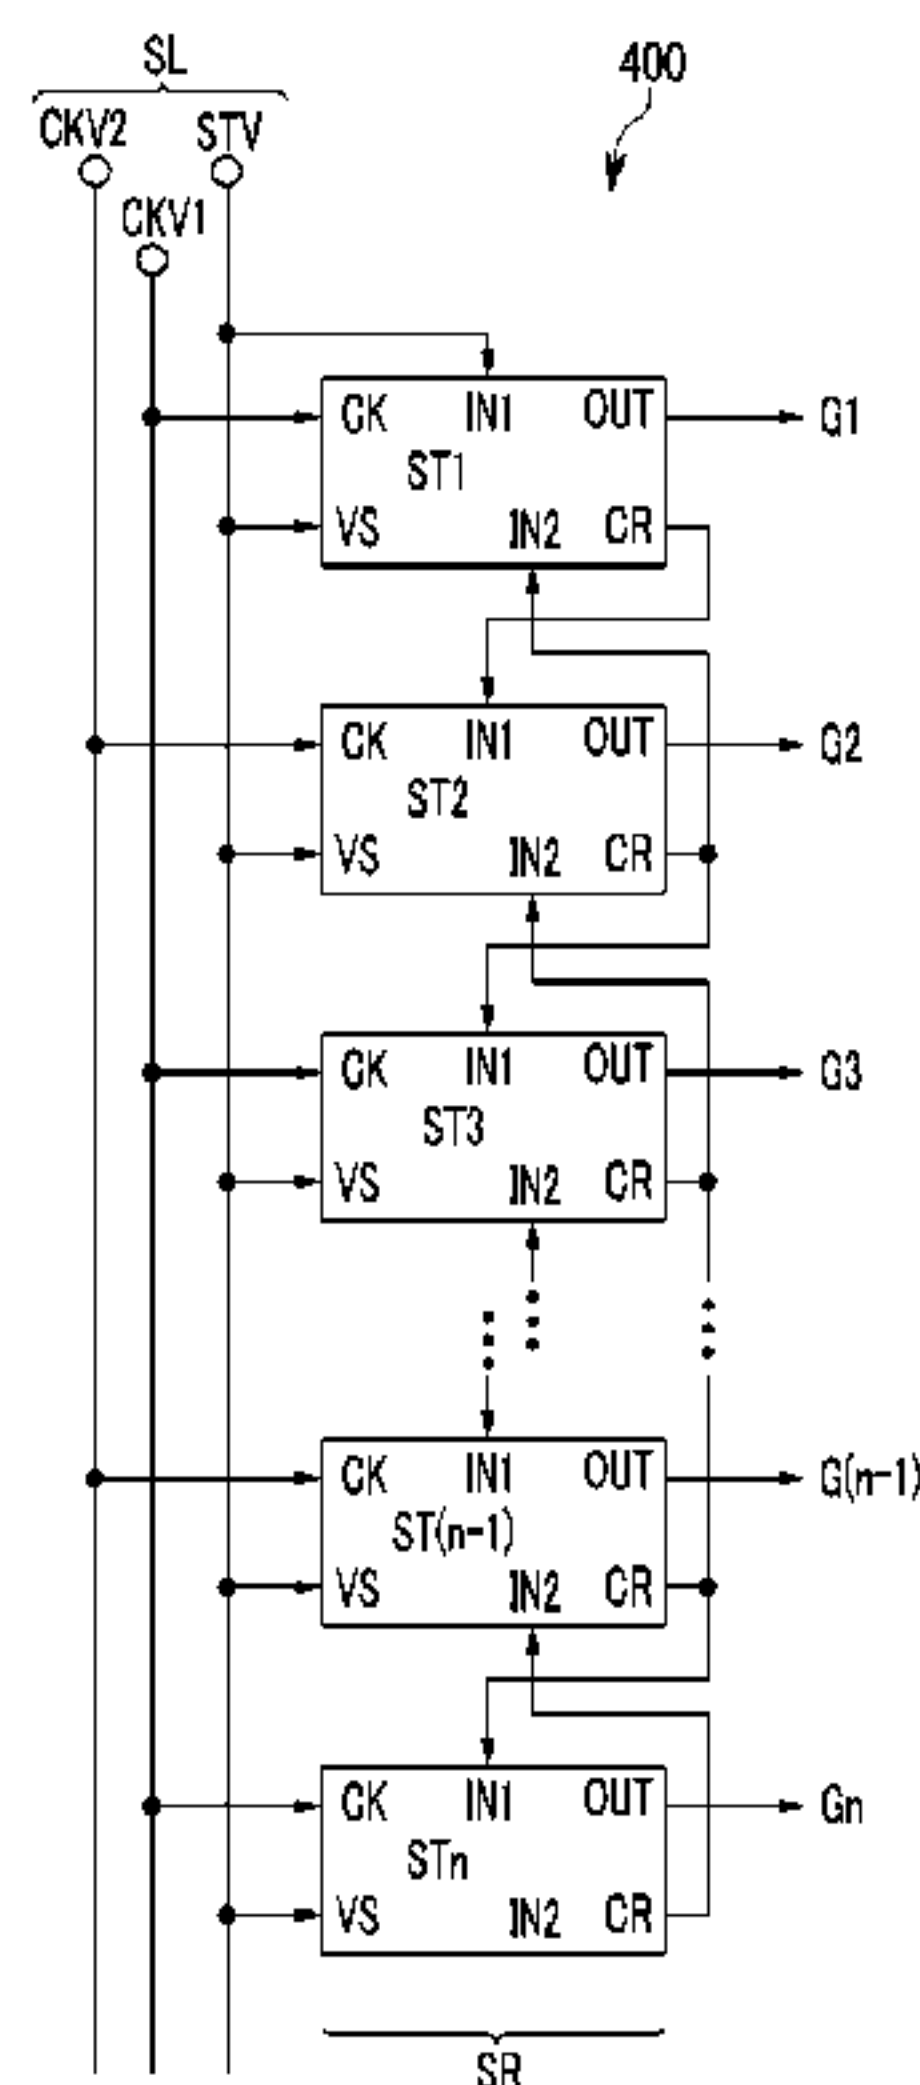 SL
400
CKV2 STV
CKV1
CK IN1 OUT G1
ST1
VS IN2 CR
CK IN1 OUT G2
ST2
VS IN2 CR
CK IN1 OUT G3
ST3
VS IN2 CR
CK IN1 OUT G(n-1)
ST(n-1)
VS IN2 CR
CK IN1 OUT Gn
STn
VS IN2 CR
SR